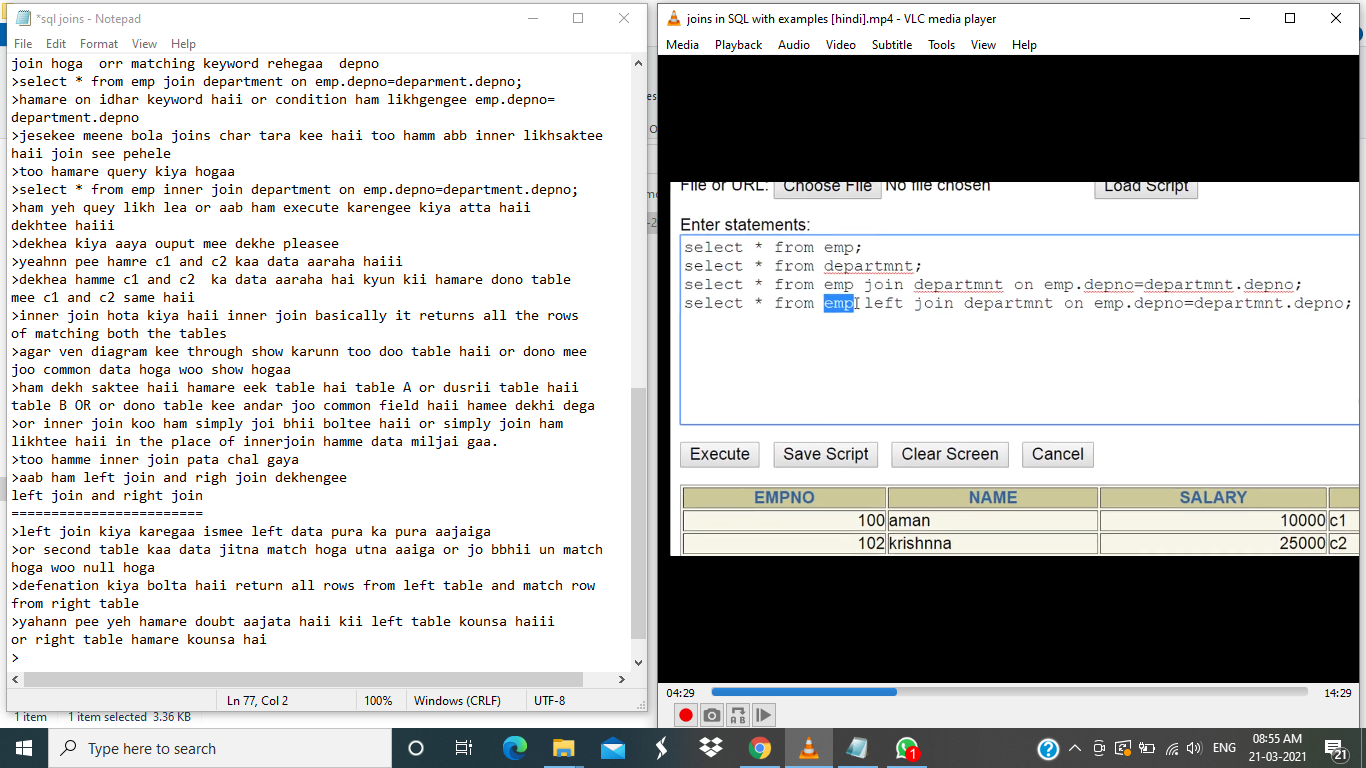 *sql joins - Notepad
File Edit Format View Help
join hoga  orr matching keyword rehegaa  depno
>select * from emp join department on emp.depno=deparment.depno;
>hamare on idhar keyword haii or condition ham likhgengee emp.depno=
department.depno
>jesekee meene bola joins char tara kee haii too hamm abb inner likhsaktee
haii join see pehele
>too hamare query kiya hogaa
>select * from emp inner join department on emp.depno=department.depno;
>ham yeh quey likh lea or aab ham execute karengee kiya atta haii
dekhtee haiii
>dekhea kiya aaya ouput mee dekhe pleasee
>yeahnn pee hamre c1 and c2 kaa data aaraha haiii
>dekhea hamme c1 and c2  ka data aaraha hai kyun kii hamare dono table
mee c1 and c2 same haii
>inner join hota kiya haii inner join basically it returns all the rows
of matching both the tables
>agar ven diagram kee through show karunn too doo table haii or dono mee
joo common data hoga woo show hogaa
>ham dekh saktee haii hamare eek table hai table A or dusrii table haii
table B OR or dono table kee andar joo common field haii hamee dekhi dega
>or inner join koo ham simply joi bhii boltee haii or simply join ham
likhtee haii in the place of innerjoin hamme data miljai gaa.
>too hamme inner join pata chal gaya
>aab ham left join and righ join dekhengee
left join and right join
========================
>left join kiya karegaa ismee left data pura ka pura aajaiga
>or second table kaa data jitna match hoga utna aaiga or jo bbhii un match
hoga woo null hoga
>defenation kiya bolta haii return all rows from left table and match row
from right table
>yahann pee yeh hamare doubt aajata haii kii left table kounsa haiii
or right table hamare kounsa hai
>
Ln 77, Col 2 100% Windows (CRLF) UTF-8
1 item 1 item selected 3.36 KB
joins in SQL with examples [hindi].mp4 - VLC media player
Media Playback Audio Video Subtitle Tools View Help
File or URL: Choose File No file chosen Load Script
Enter statements:
select * from emp;
select * from departmnt;
select * from emp join departmnt on emp.depno=departmnt.depno;
select * from emp left join departmnt on emp.depno=departmnt.depno;
Execute Save Script Clear Screen Cancel
EMPNO NAME SALARY
100 aman 10000 c1
102 krishnna 25000 c2
04:29 14:29
Type here to search
1
ENG
08:55 AM
21-03-2021
21